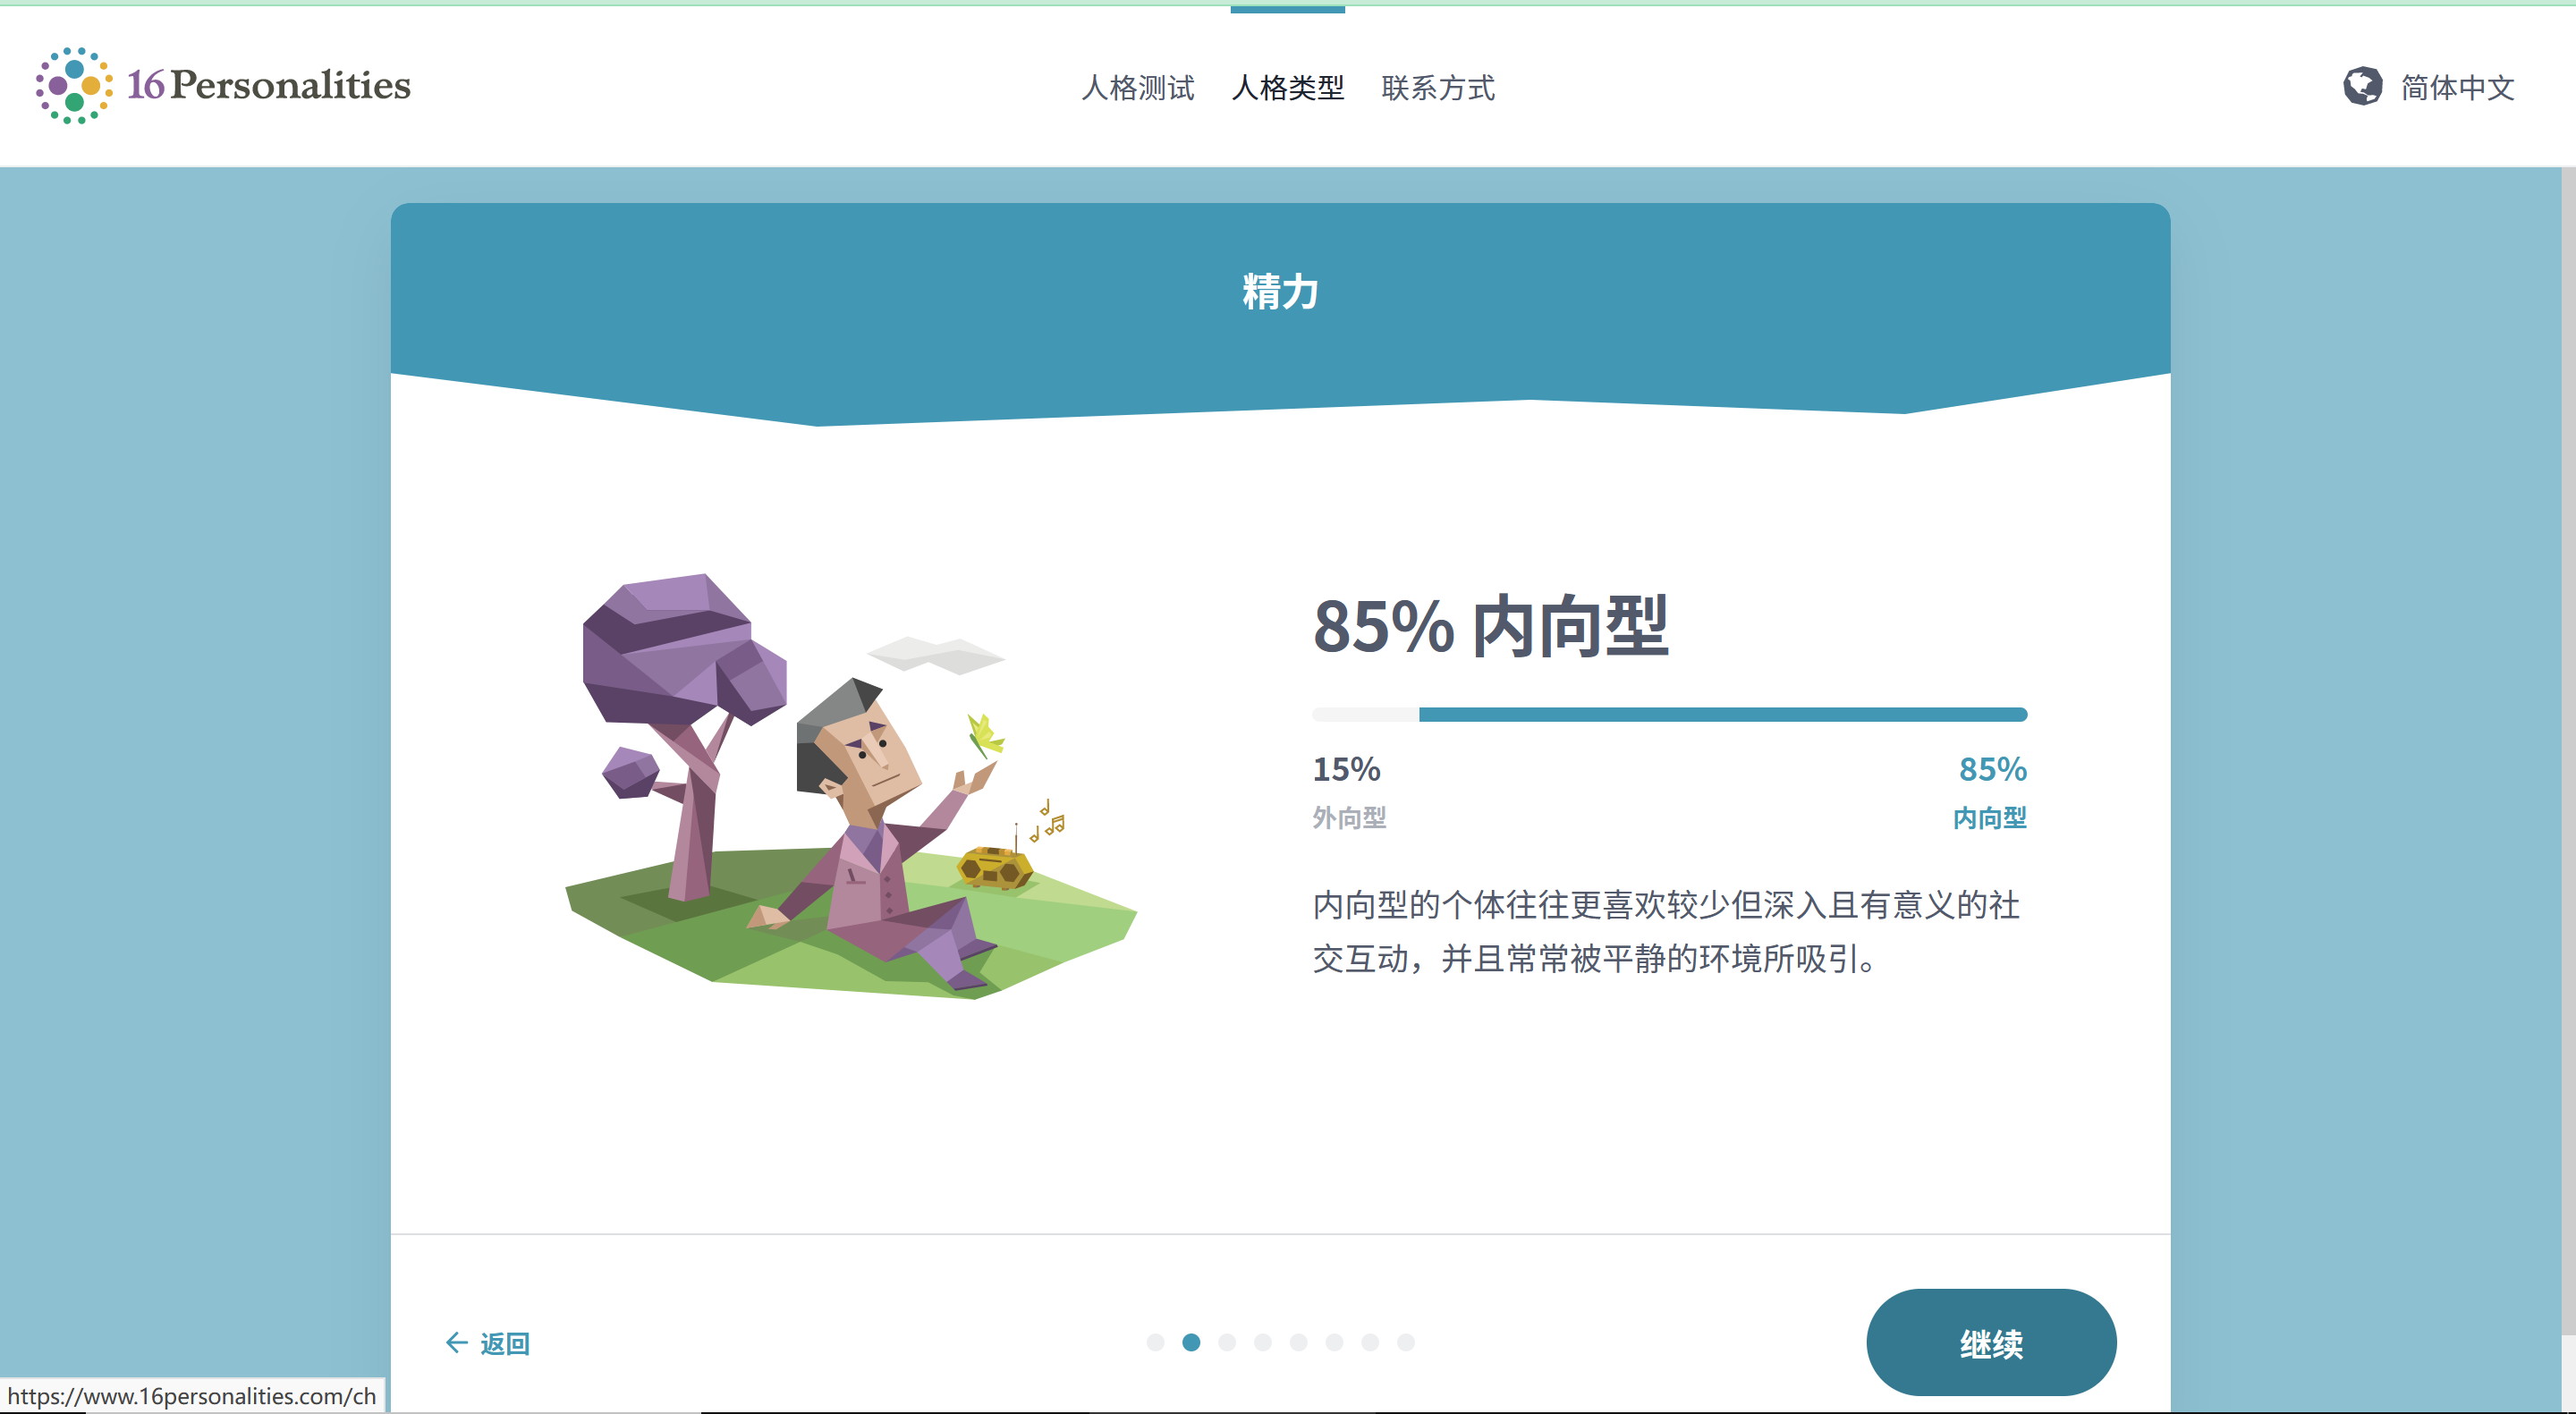 16Personalities
人格测试 人格类型 联系方式
简体中文
精力
85% 内向型
15% 85%
外向型 内向型
内向型的个体往往更喜欢较少但深入且有意义的社
交互动，并且常常被平静的环境所吸引。
返回
继续
https://www.16personalities.com/ch